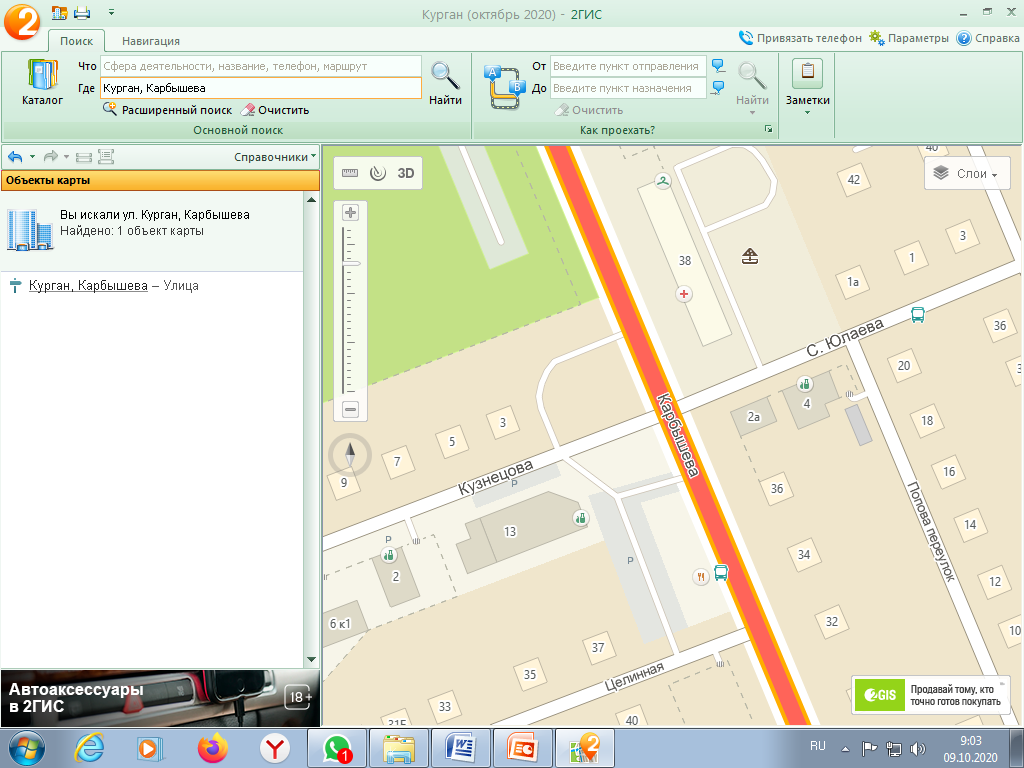 Курган (октябрь 2020) - 2ГИС
Поиск
Навигация
Привязать телефон
Параметры
Справка
Каталог
Что
Сфера деятельности, название, телефон, маршрут
Где
Курган, Карбышева
Расширенный поиск
Очистить
Найти
Основной поиск
От
Введите пункт отправления
До
Введите пункт назначения
Очистить
Найти
Как проехать?
Заметки
Справочники
Объекты карты
Вы искали ул. Курган, Карбышева
Найдено: 1 объект карты
Курган, Карбышева – Улица
Автоаксессуары
в 2ГИС
18+
3D
Слои
40
42
3
1
1а
38
36
С. Юлаева
20
4
2а
18
Карбышева
3
5
7
9
Кузнецова
P
16
36
Попова переулок
14
13
P
2
P
34
12
6 к1
32
10
37
35
Целинная
33
40
31Б
2GIS
Продавай тому, кто
точно готов покупать
1
2
RU
9:03
09.10.2020